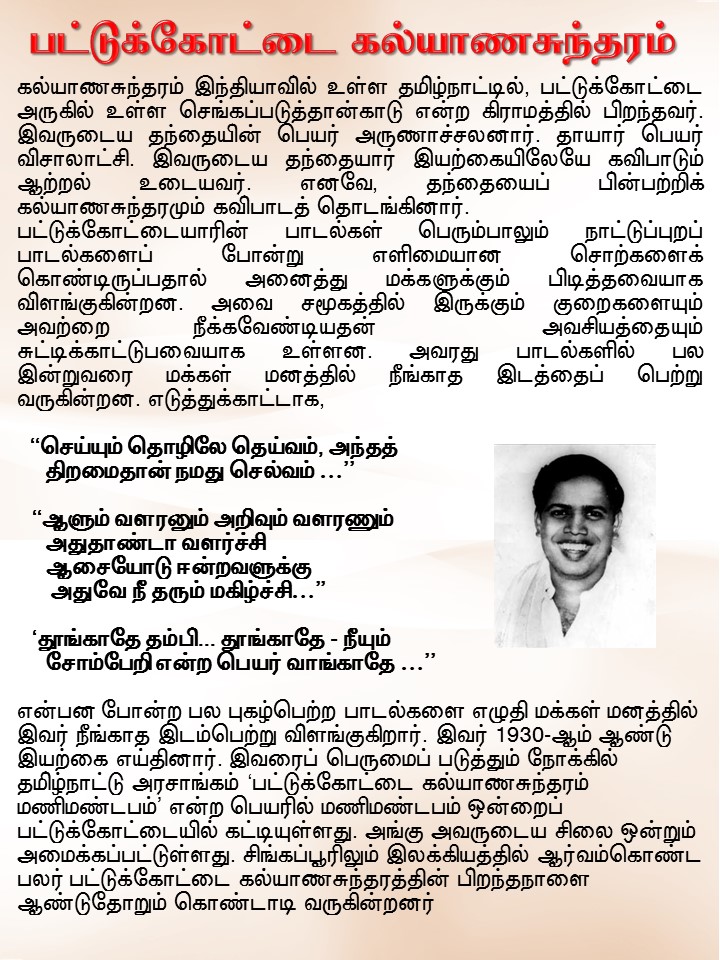 பட்டுக்கோட்டை கல்யாணசுந்தரம்
கல்யாணசுந்தரம் இந்தியாவில் உள்ள தமிழ்நாட்டில், பட்டுக்கோட்டை
அருகில் உள்ள செங்கப்படுத்தான்காடு என்ற கிராமத்தில் பிறந்தவர்.
இவருடைய தந்தையின் பெயர் அருணாச்சலனார். தாயார் பெயர்
விசாலாட்சி. இவருடைய தந்தையார் இயற்கையிலேயே கவிபாடும்
ஆற்றல் உடையவர். எனவே, தந்தையைப் பின்பற்றிக்
கல்யாணசுந்தரமும் கவிபாடத் தொடங்கினார்.
பட்டுக்கோட்டையாரின் பாடல்கள் பெரும்பாலும் நாட்டுப்புறப்
பாடல்களைப் போன்று எளிமையான சொற்களைக்
கொண்டிருப்பதால் அனைத்து மக்களுக்கும் பிடித்தவையாக
விளங்குகின்றன. அவை சமூகத்தில் இருக்கும் குறைகளையும்
அவற்றை நீக்கவேண்டியதன் அவசியத்தையும்
சுட்டிக்காட்டுபவையாக உள்ளன. அவரது பாடல்களில் பல
இன்றுவரை மக்கள் மனத்தில் நீங்காத இடத்தைப் பெற்று
வருகின்றன. எடுத்துக்காட்டாக,
“செய்யும் தொழிலே தெய்வம், அந்தத்
திறமைதான் நமது செல்வம் ...”
“ஆளும் வளரனும் அறிவும் வளரணும்
அதுதாண்டா வளர்ச்சி
ஆசையோடு ஈன்றவளுக்கு
அதுவே நீ தரும் மகிழ்ச்சி...”
‘தூங்காதே தம்பி... தூங்காதே - நீயும்
சோம்பேறி என்ற பெயர் வாங்காதே ...”
என்பன போன்ற பல புகழ்பெற்ற பாடல்களை எழுதி மக்கள் மனத்தில்
இவர் நீங்காத இடம்பெற்று விளங்குகிறார். இவர் 1930-ஆம் ஆண்டு
இயற்கை எய்தினார். இவரைப் பெருமைப் படுத்தும் நோக்கில்
தமிழ்நாட்டு அரசாங்கம் ‘பட்டுக்கோட்டை கல்யாணசுந்தரம்
மணிமண்டபம்’ என்ற பெயரில் மணிமண்டபம் ஒன்றைப்
பட்டுக்கோட்டையில் கட்டியுள்ளது. அங்கு அவருடைய சிலை ஒன்றும்
அமைக்கப்பட்டுள்ளது. சிங்கப்பூரிலும் இலக்கியத்தில் ஆர்வம்கொண்ட
பலர் பட்டுக்கோட்டை கல்யாணசுந்தரத்தின் பிறந்தநாளை
ஆண்டுதோறும் கொண்டாடி வருகின்றனர்